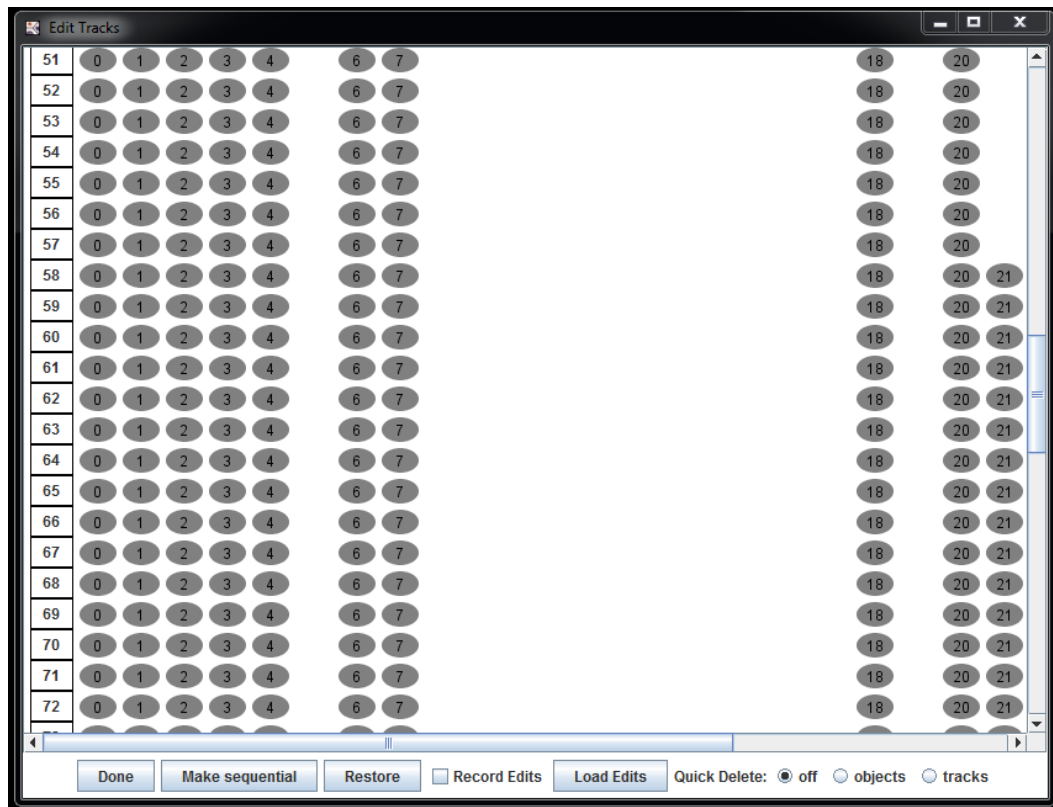 Edit Tracks
51 0 1 2 3 4 6 7 18 20
52 0 1 2 3 4 6 7 18 20
53 0 1 2 3 4 6 7 18 20
54 0 1 2 3 4 6 7 18 20
55 0 1 2 3 4 6 7 18 20
56 0 1 2 3 4 6 7 18 20
57 0 1 2 3 4 6 7 18 20
58 0 1 2 3 4 6 7 18 20 21
59 0 1 2 3 4 6 7 18 20 21
60 0 1 2 3 4 6 7 18 20 21
61 0 1 2 3 4 6 7 18 20 21
62 0 1 2 3 4 6 7 18 20 21
63 0 1 2 3 4 6 7 18 20 21
64 0 1 2 3 4 6 7 18 20 21
65 0 1 2 3 4 6 7 18 20 21
66 0 1 2 3 4 6 7 18 20 21
67 0 1 2 3 4 6 7 18 20 21
68 0 1 2 3 4 6 7 18 20 21
69 0 1 2 3 4 6 7 18 20 21
70 0 1 2 3 4 6 7 18 20 21
71 0 1 2 3 4 6 7 18 20 21
72 0 1 2 3 4 6 7 18 20 21
Done Make sequential Restore Record Edits Load Edits Quick Delete: off objects tracks